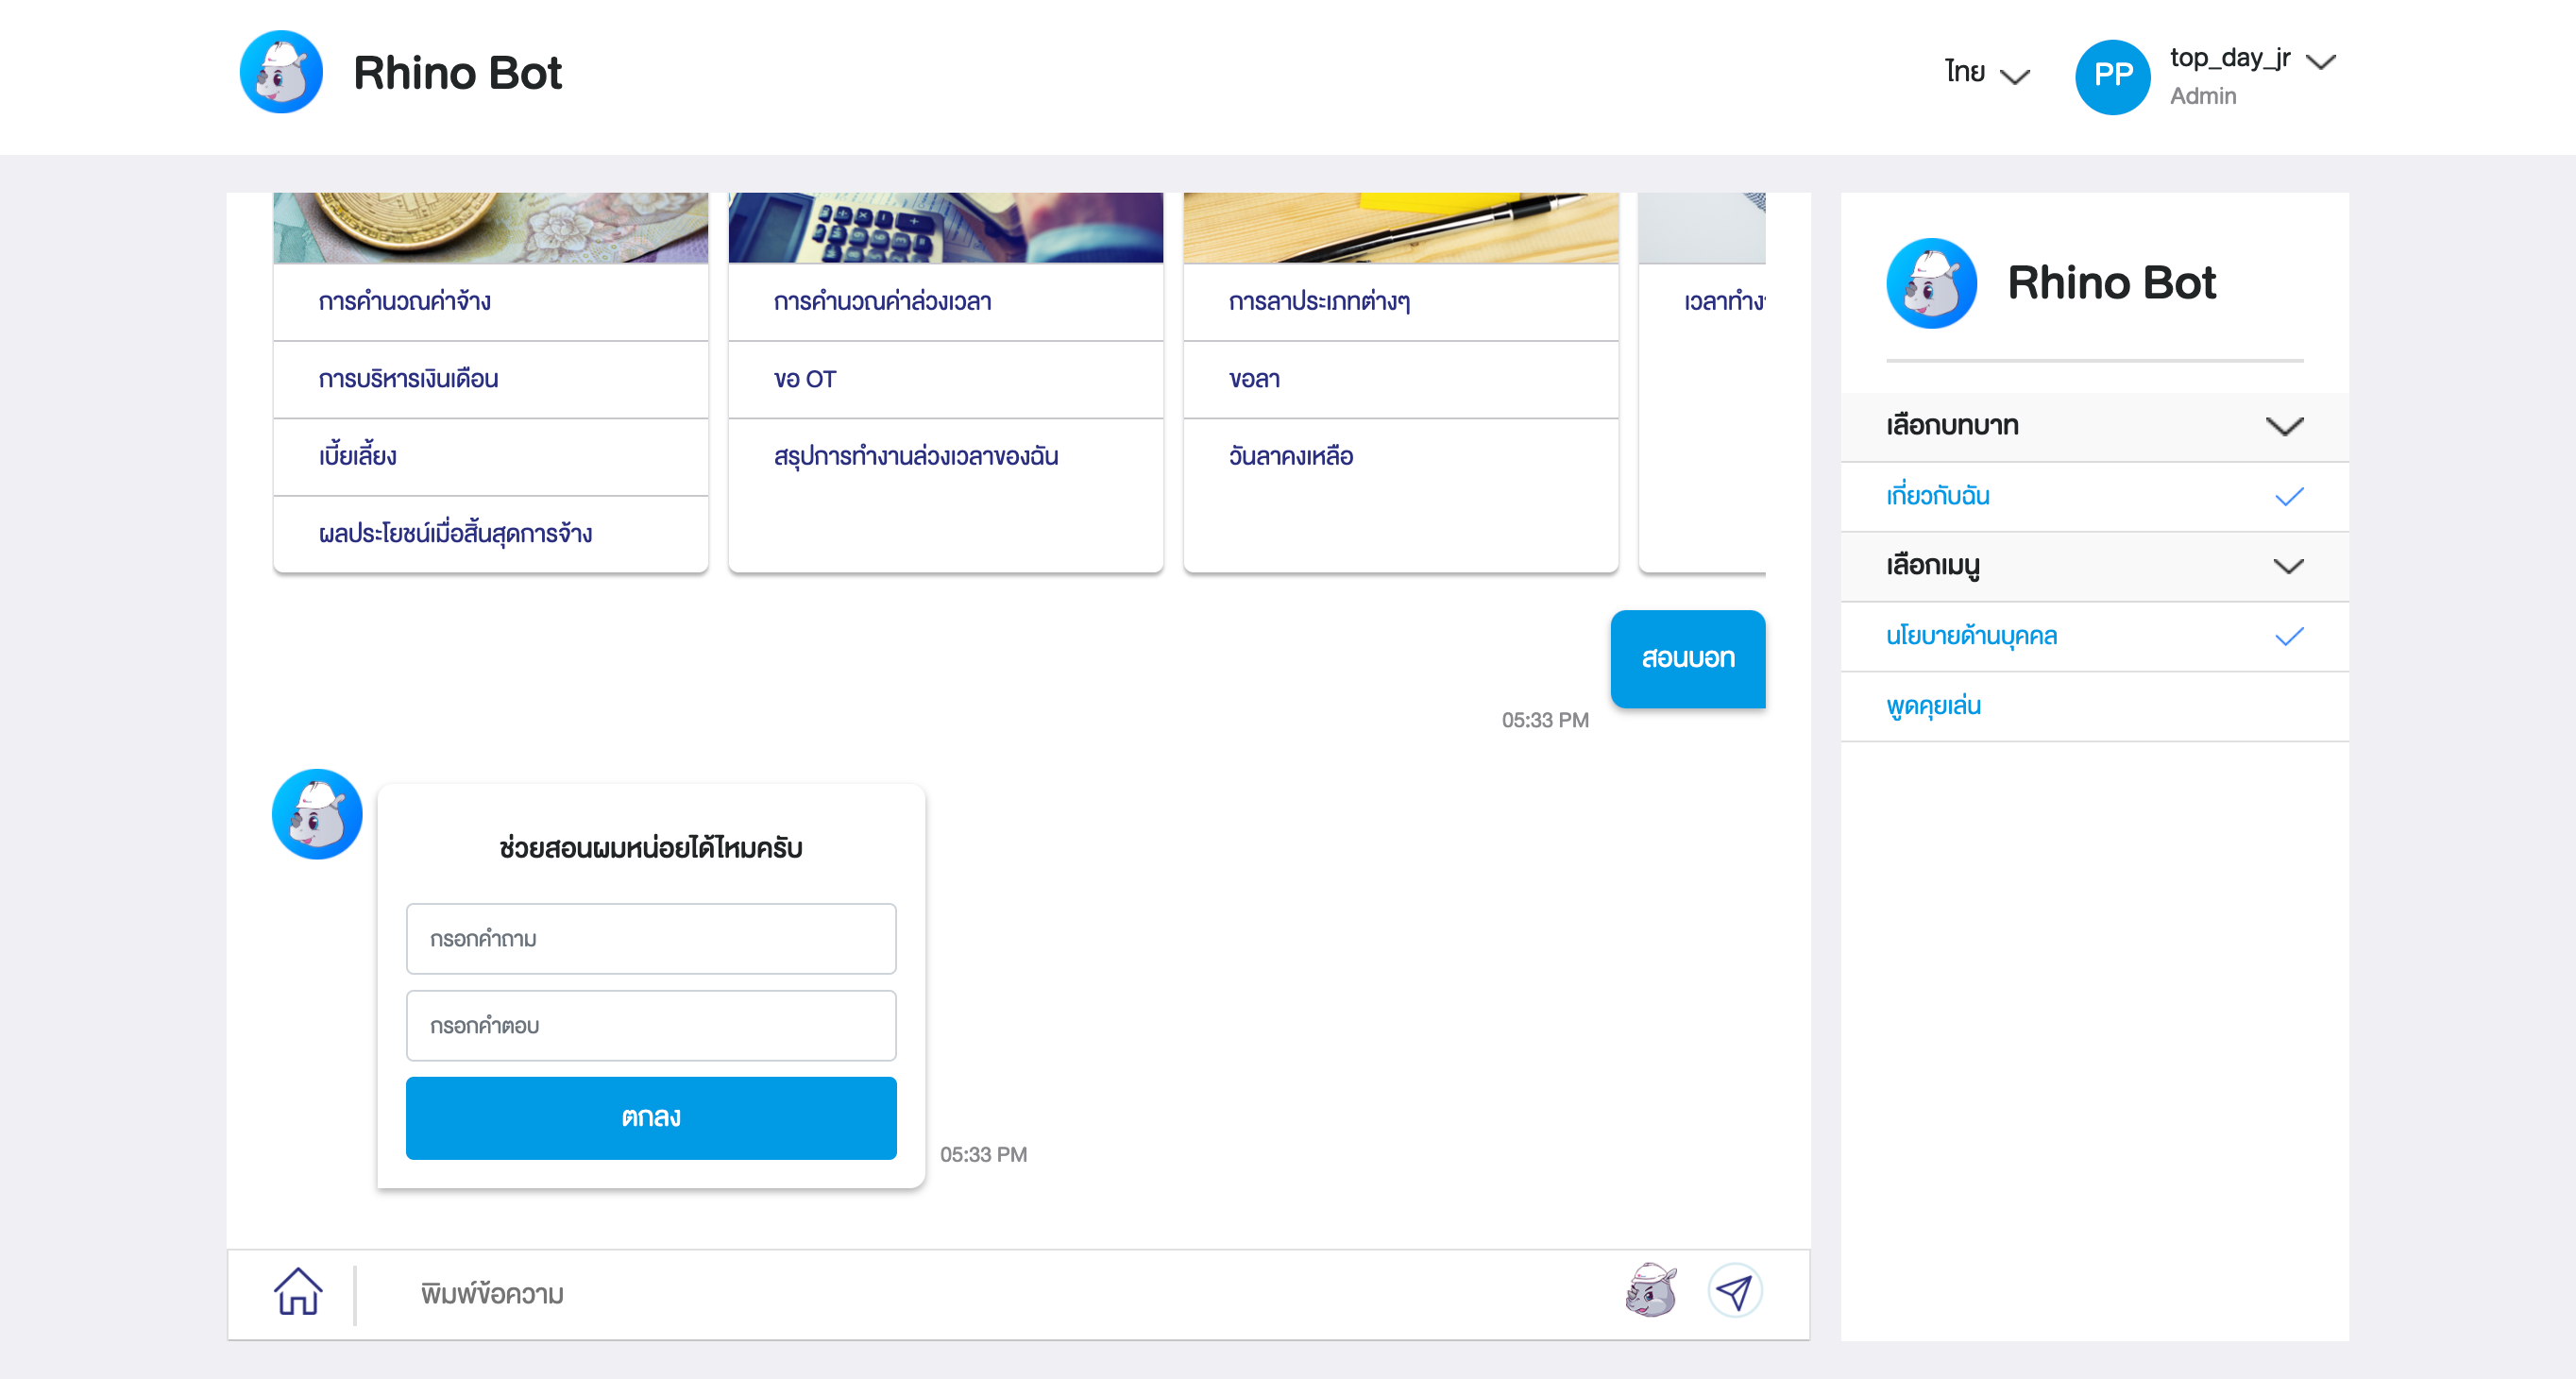 Rhino Bot
ไทย
PP
top_day_jr
Admin
การคำนวณค่าจ้าง
การบริหารเงินเดือน
เบี้ยเลี้ยง
ผลประโยชน์เมื่อสิ้นสุดการจ้าง
การคำนวณค่าล่วงเวลา
ขอ OT
สรุปการทำงานล่วงเวลาของฉัน
การลาประเภทต่างๆ
ขอลา
วันลาคงเหลือ
สอนบอท
05:33 PM
ช่วยสอนผมหน่อยได้ไหมครับ
กรอกคำถาม
กรอกคำตอบ
ตกลง
05:33 PM
พิมพ์ข้อความ
Rhino Bot
เลือกบทบาท
เกี่ยวกับฉัน
เลือกเมนู
นโยบายด้านบุคคล
พูดคุยเล่น